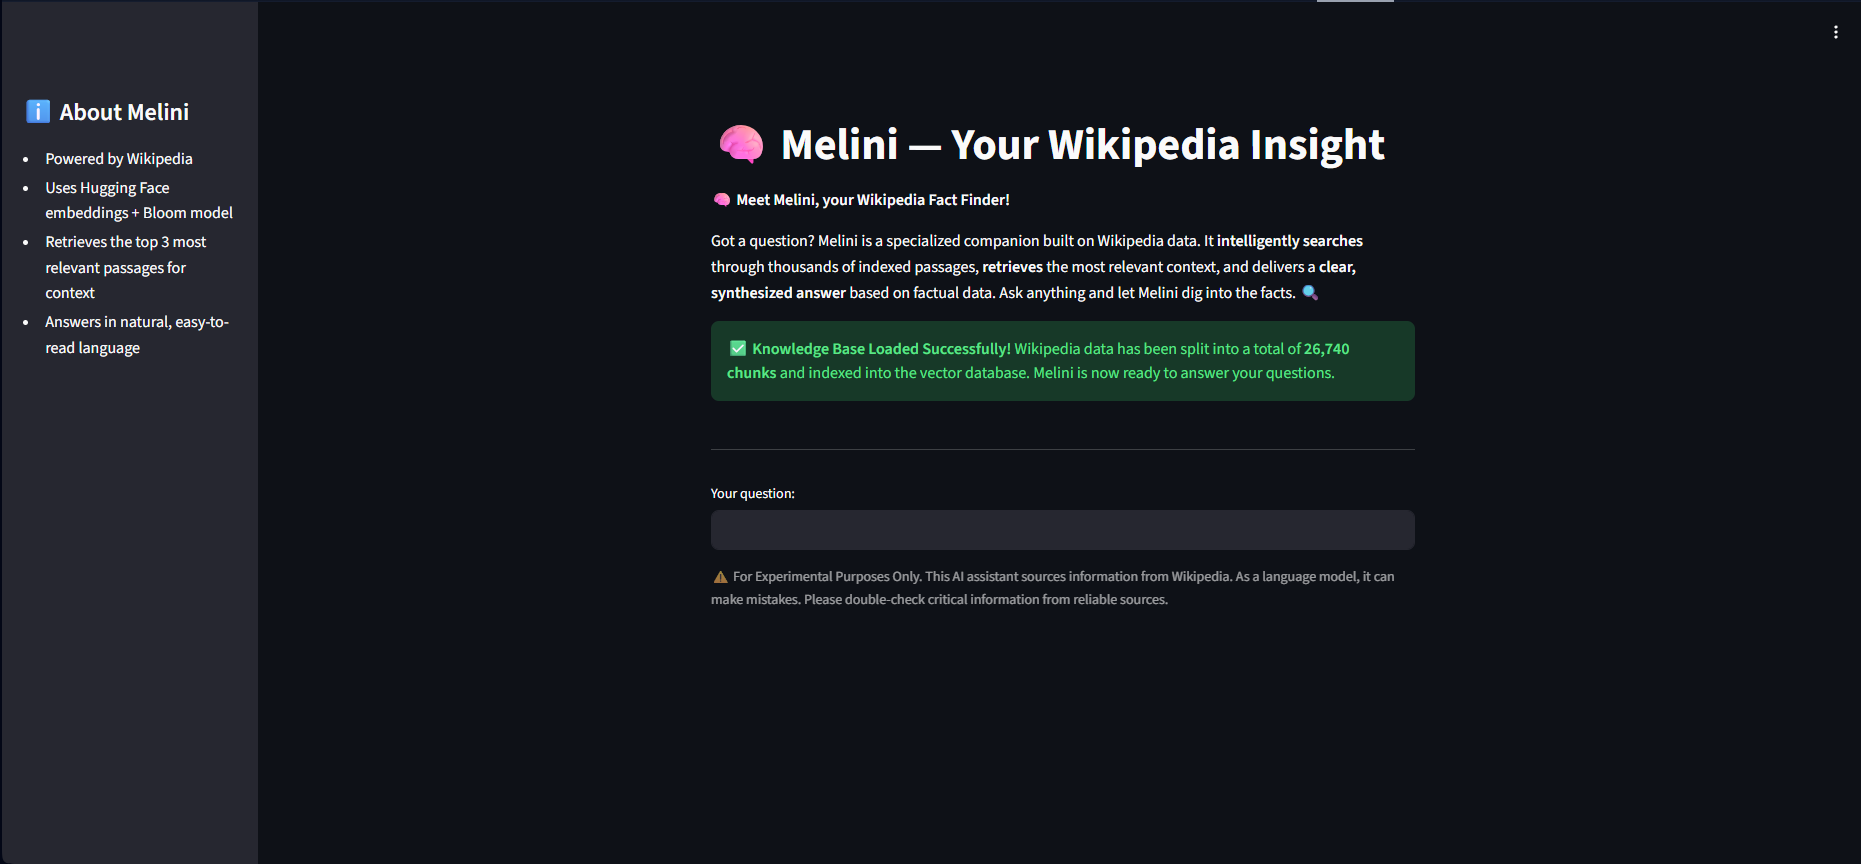 ℹ️ About Melini
• Powered by Wikipedia
• Uses Hugging Face
embeddings + Bloom model
• Retrieves the top 3 most
relevant passages for
context
• Answers in natural, easy-to-
read language
🧠 Melini — Your Wikipedia Insight
🧠 Meet Melini, your Wikipedia Fact Finder!
Got a question? Melini is a specialized companion built on Wikipedia data. It intelligently searches
through thousands of indexed passages, retrieves the most relevant context, and delivers a clear,
synthesized answer based on factual data. Ask anything and let Melini dig into the facts. 🔍
✅ Knowledge Base Loaded Successfully! Wikipedia data has been split into a total of 26,740
chunks and indexed into the vector database. Melini is now ready to answer your questions.
Your question:
⚠️ For Experimental Purposes Only. This AI assistant sources information from Wikipedia. As a language model, it can
make mistakes. Please double-check critical information from reliable sources.